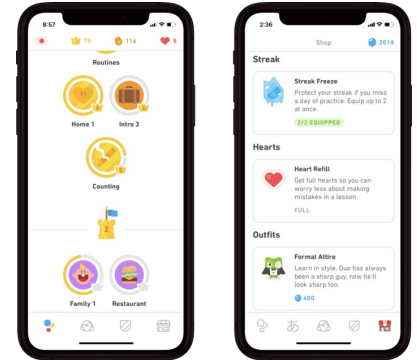 8:57
75
116
5
Routines
Home 1
Intro 3
Counting
2
Family 1
Restaurant
2:36
Shop
2018
Streak
Streak Freeze
Protect your streak if you miss
a day of practice. Equip up to 2
at once.
2/2 EQUIPPED
Hearts
Heart Refill
Get full hearts so you can
worry less about making
mistakes in a lesson
FULL
Outfits
Formal Attire
Learn in style. Duo has always
been a sharp guy, now he'll
look sharp too.
400
あ